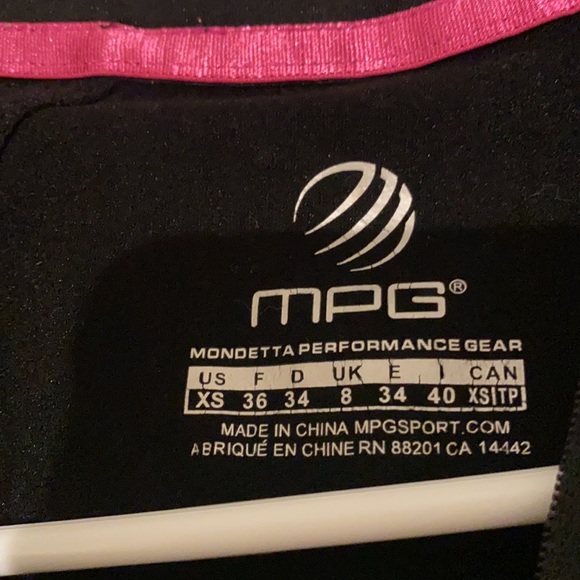 MPG®
MONDETTA PERFORMANCE GEAR
US F D UK E I CAN
XS 36 34 8 34 40 XS|TP
MADE IN CHINA MPGSPORT.COM
ABRIQUÉ EN CHINE RN 88201 CA 14442